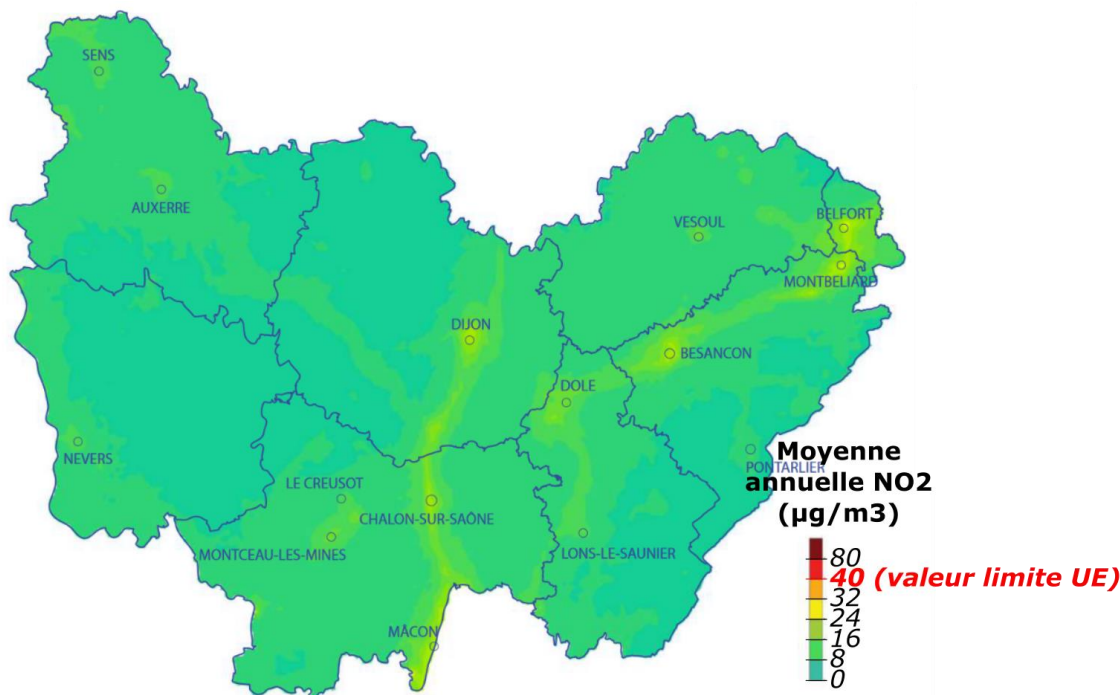 SENS
AUXERRE
VESOUL
BELFORT
MONTBELIARD
DIJON
BESANCON
DOLE
NEVERS
PONTARLIER
LE CREUSOT
CHALON-SUR-SAÔNE
MONTCEAU-LES-MINES
LONS-LE-SAUNIER
MÂCON
Moyenne
annuelle NO2
(µg/m3)
80
40 (valeur limite UE)
32
24
16
8
0